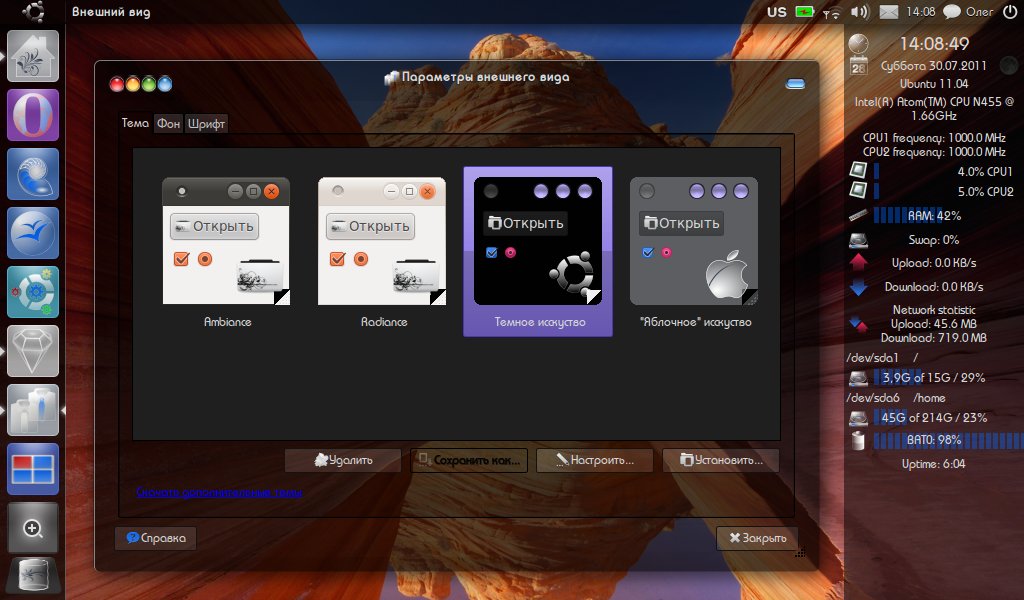 Внешний вид
US
14:08
Олег
Параметры внешнего вида
Тема Фон Шрифт
Открыть
Открыть
Открыть
Открыть
Ambiance
Radiance
Темное исскуство
"Яблочное" исскуство
Удалить
Сохранить как...
Настроить...
Установить...
Скачать дополнительные темы
Справка
Закрыть
14:08:49
28
Суббота 30.07.2011
Ubuntu 11.04
Intel(R) Atom(TM) CPU N455 @
1.66GHz
CPU1 frequency: 1000.0 MHz
CPU2 frequency: 1000.0 MHz
4.0% CPU1
5.0% CPU2
RAM: 42%
Swap: 0%
Upload: 0.0 KB/s
Download: 0.0 KB/s
Network statistic
Upload: 45.6 MB
Download: 719.0 MB
/dev/sda1 /
3,9G of 15G / 29%
/dev/sda6 /home
45G of 214G / 23%
BAT0: 98%
Uptime: 6:04